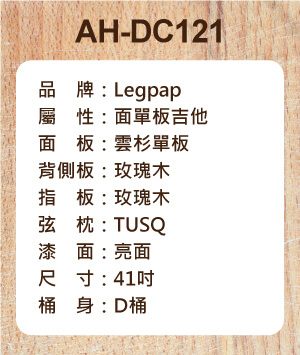 AH-DC121
品　牌：Legpap
屬　性：面單板吉他
面　板：雲杉單板
背側板：玫瑰木
指　板：玫瑰木
弦　枕：TUSQ
漆　面：亮面
尺　寸：41吋
桶　身：D桶